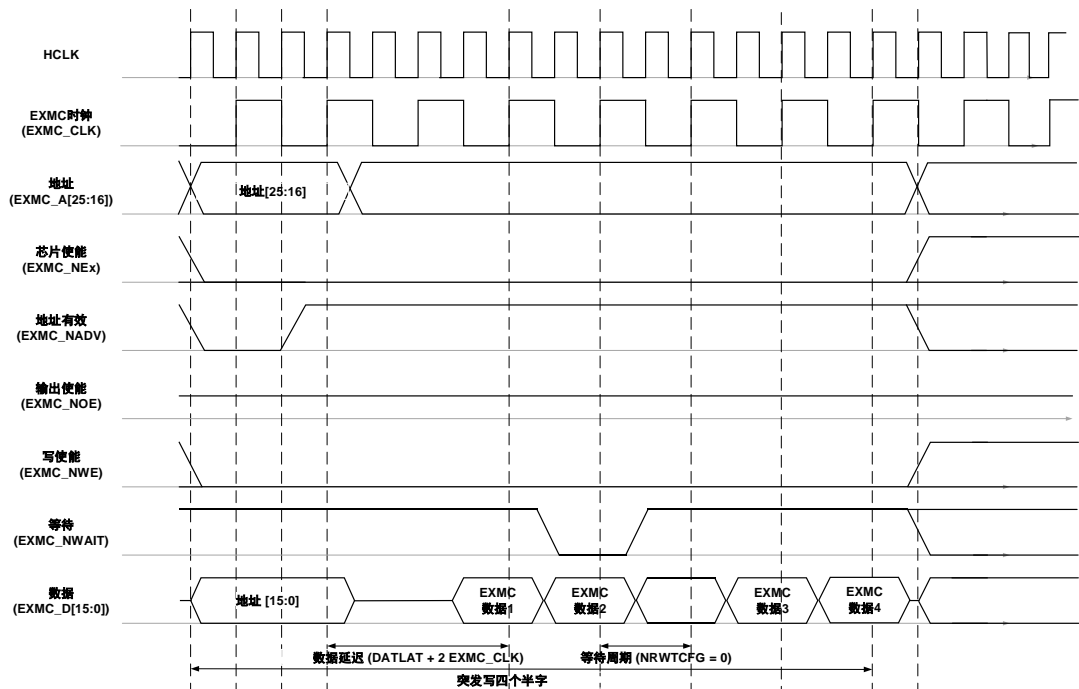 HCLK
EXMC时钟
(EXMC_CLK)
地址
(EXMC_A[25:16])
地址[25:16]
芯片使能
(EXMC_NEx)
地址有效
(EXMC_NADV)
输出使能
(EXMC_NOE)
写使能
(EXMC_NWE)
等待
(EXMC_NWAIT)
数据
(EXMC_D[15:0])
地址 [15:0]
EXMC
数据1
EXMC
数据2
EXMC
数据3
EXMC
数据4
数据延迟 (DATLAT + 2 EXMC_CLK)
等待周期 (NRWTCFG = 0)
突发写四个半字